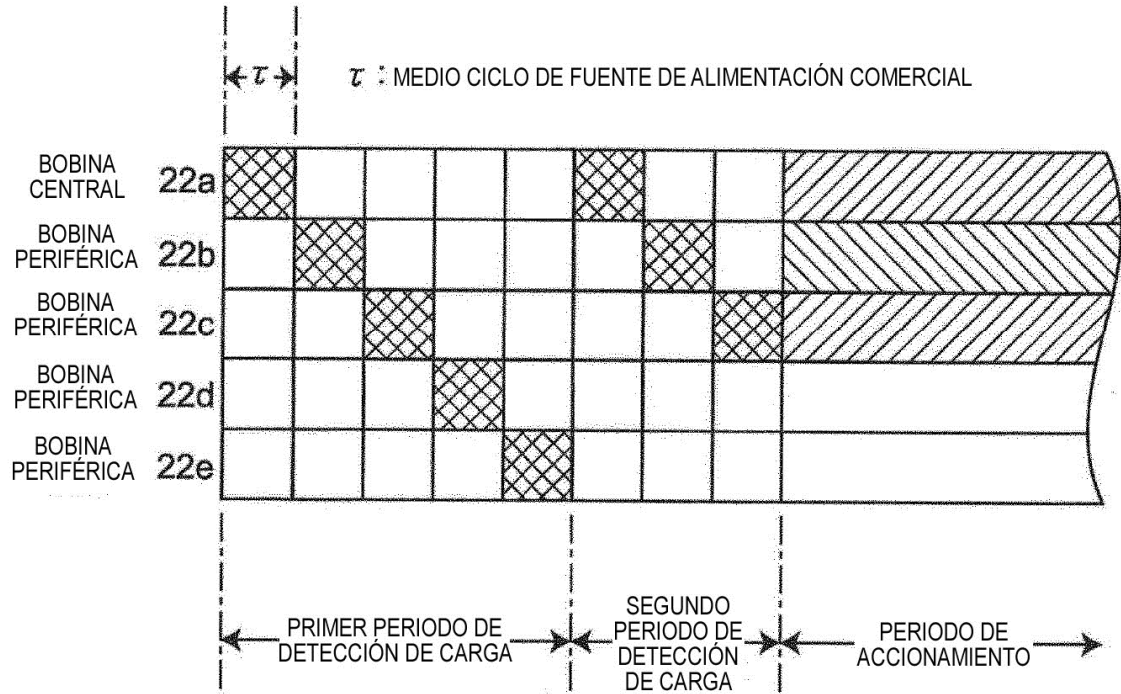 τ
τ : MEDIO CICLO DE FUENTE DE ALIMENTACIÓN COMERCIAL
BOBINA
CENTRAL 22a
BOBINA
PERIFÉRICA 22b
BOBINA
PERIFÉRICA 22c
BOBINA
PERIFÉRICA 22d
BOBINA
PERIFÉRICA 22e
PRIMER PERIODO DE
DETECCIÓN DE CARGA
SEGUNDO
PERIODO DE
DETECCIÓN
DE CARGA
PERIODO DE
ACCIONAMIENTO